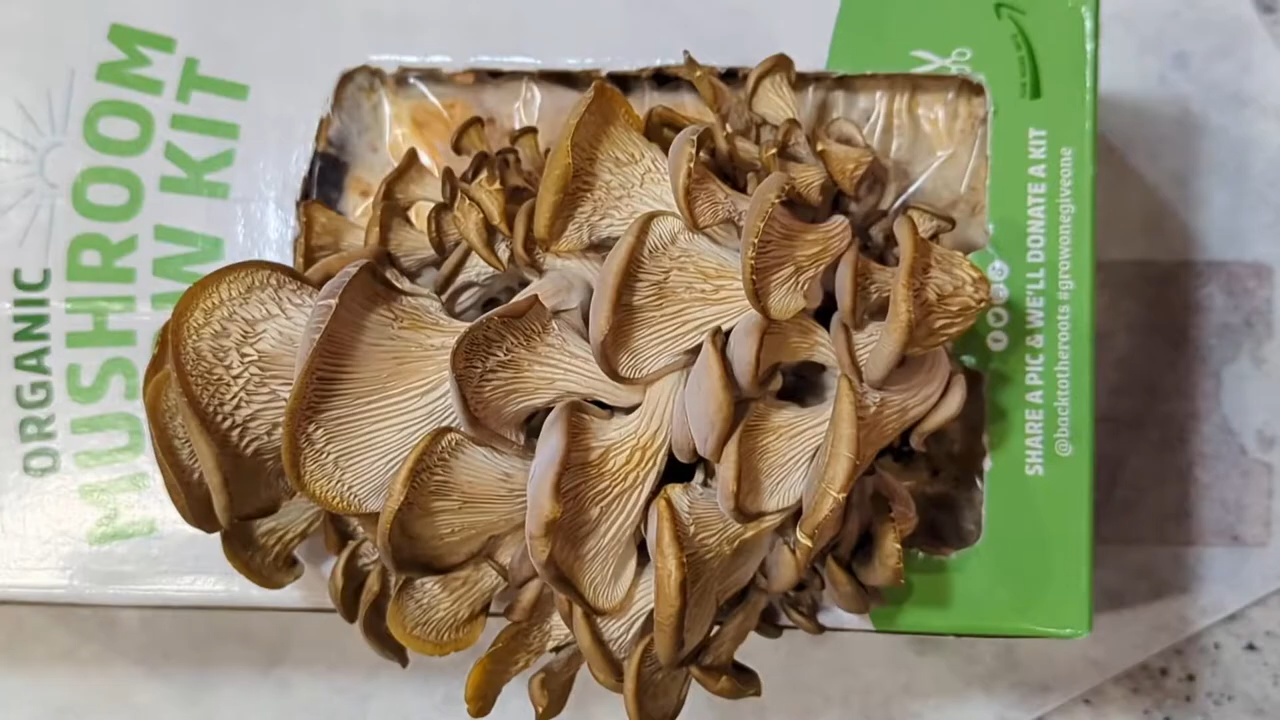 ORGANIC
MUSHROOM
W KIT
SHARE A PIC & WE'LL DONATE A KIT
@backtotheroots #growonegiveone